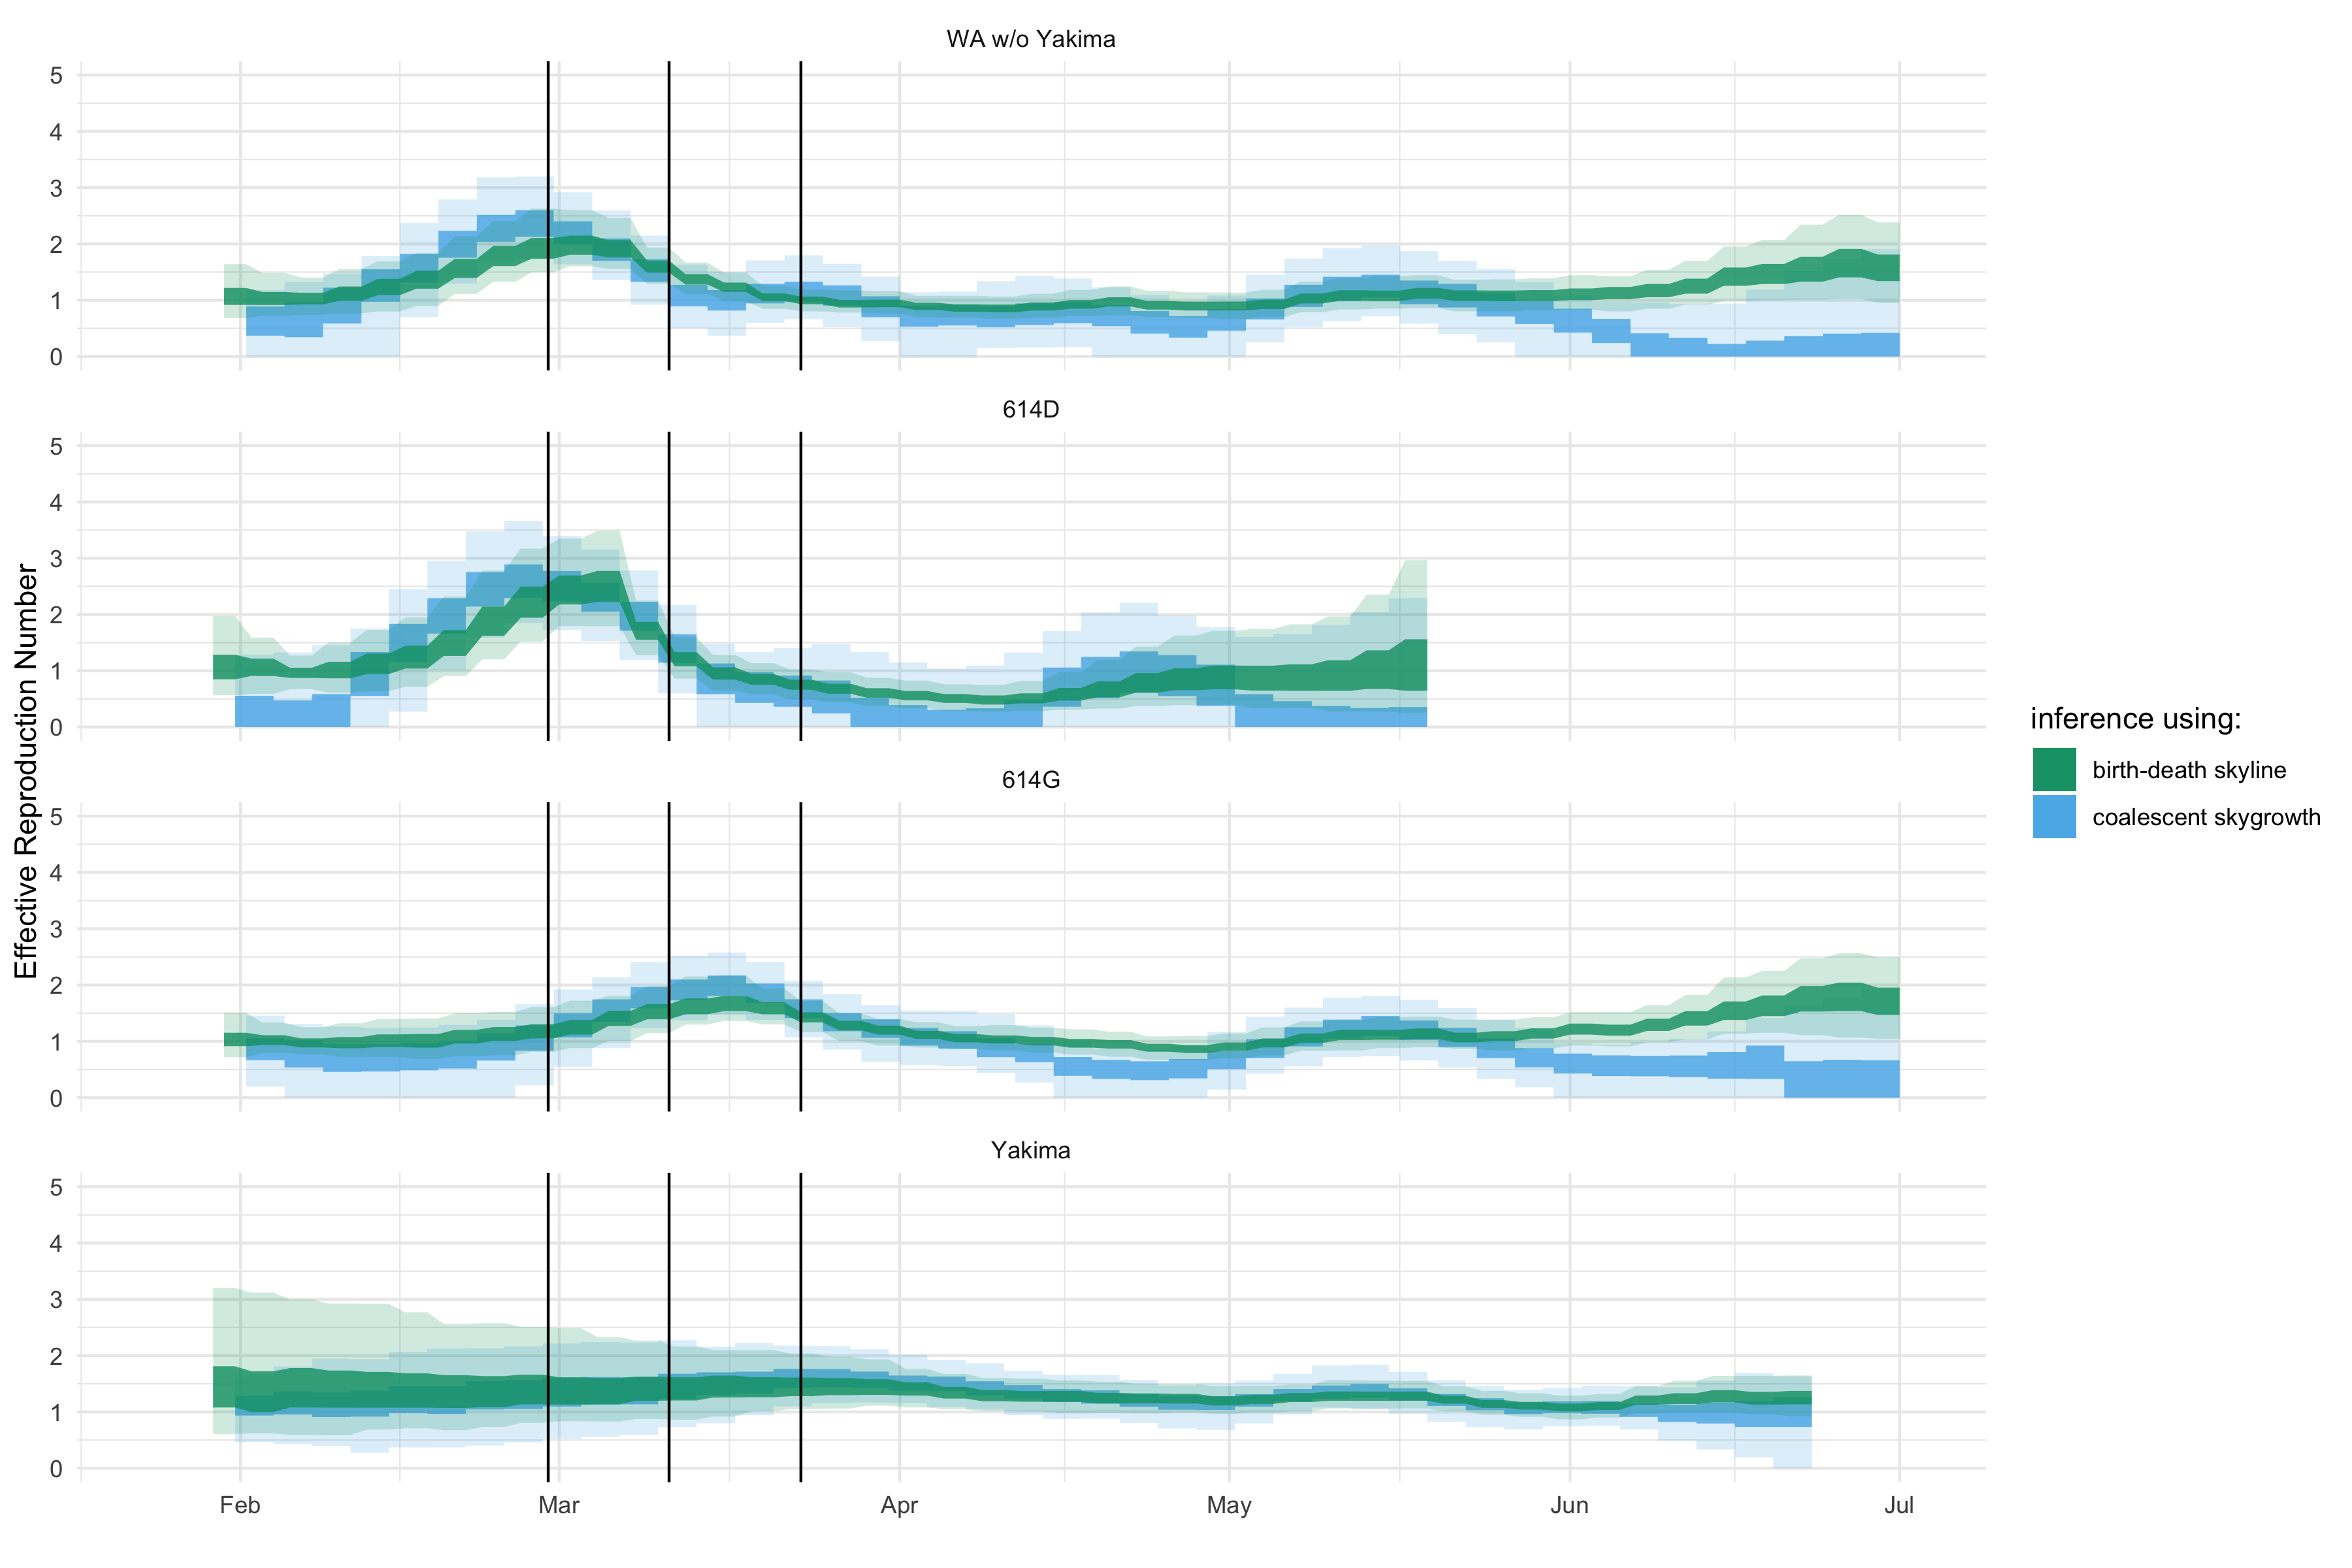 WA w/o Yakima
5
4
3
2
1
0
614D
5
4
3
2
1
0
614G
5
4
3
2
1
0
Yakima
5
4
3
2
1
0
Feb Mar Apr May Jun Jul
Effective Reproduction Number
inference using:
birth-death skyline
coalescent skygrowth